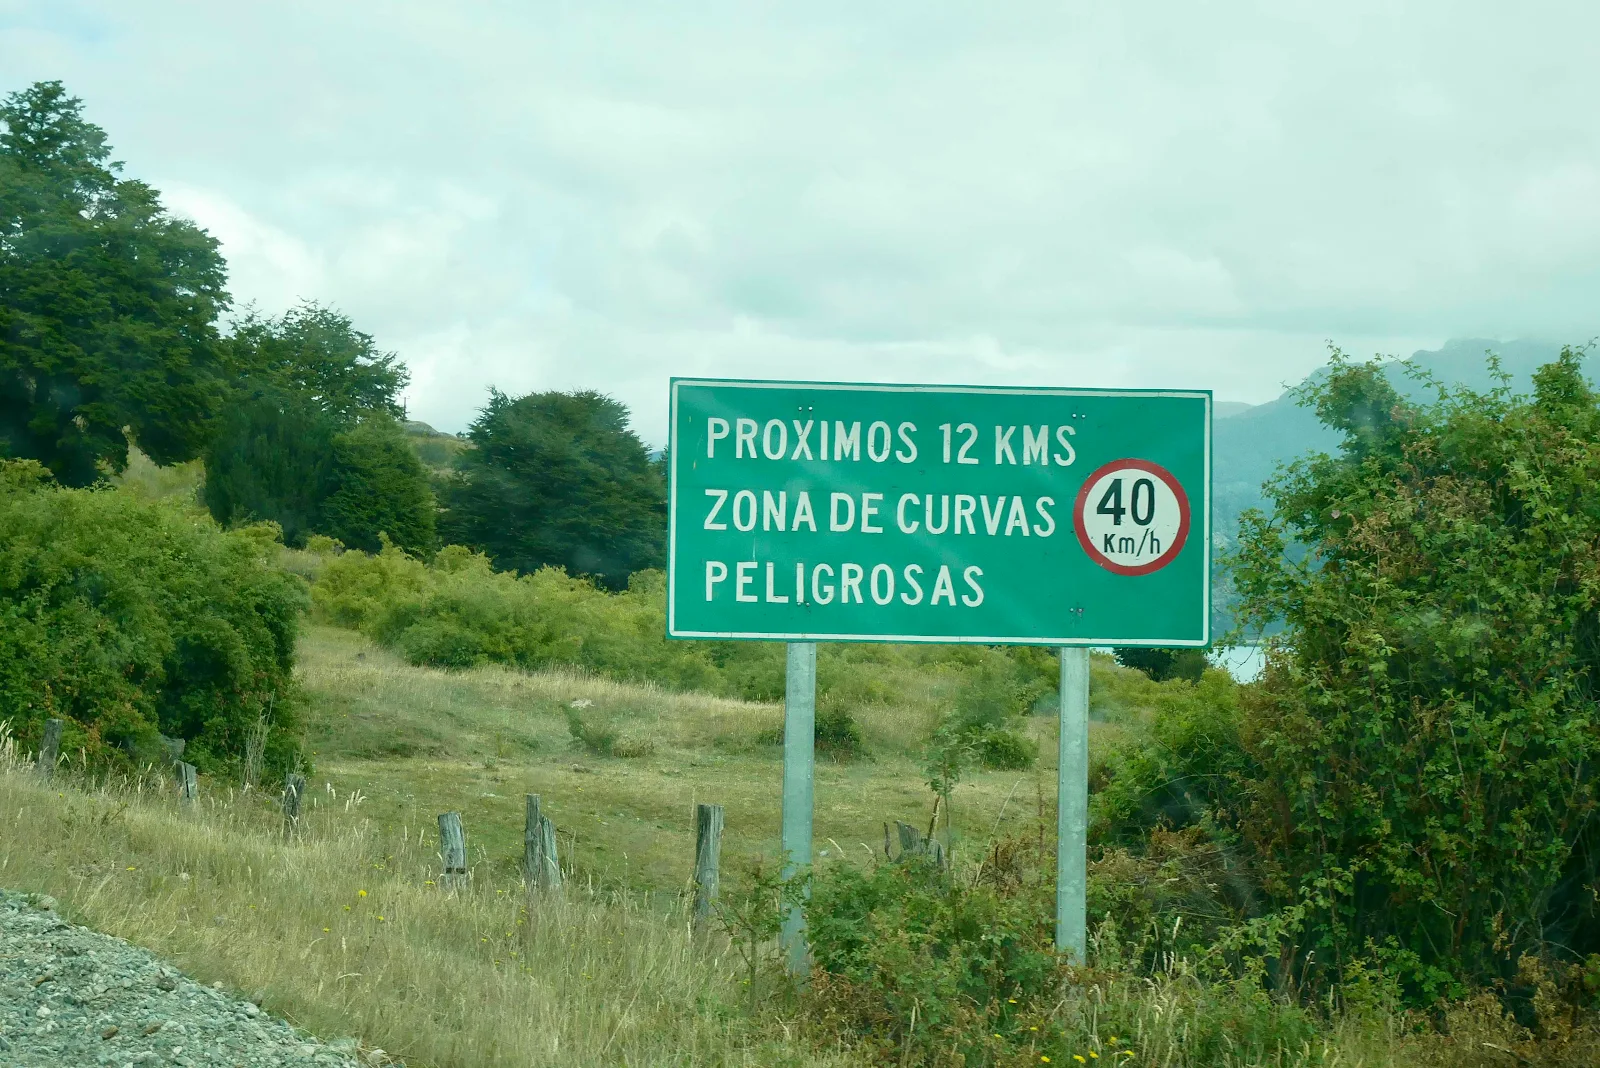 PROXIMOS 12 KMS
ZONA DE CURVAS
PELIGROSAS
40
Km/h